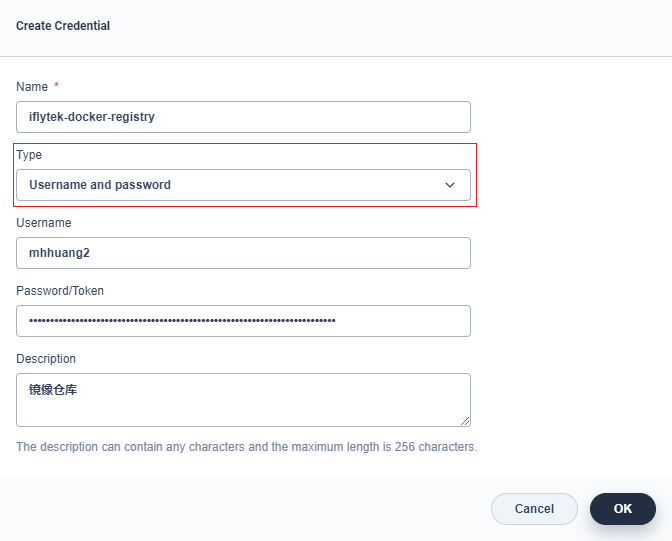 Create Credential
Name *
iflytek-docker-registry
Type
Username and password
Username
mhhuang2
Password/Token
Description
镜像仓库
The description can contain any characters and the maximum length is 256 characters.
Cancel
OK